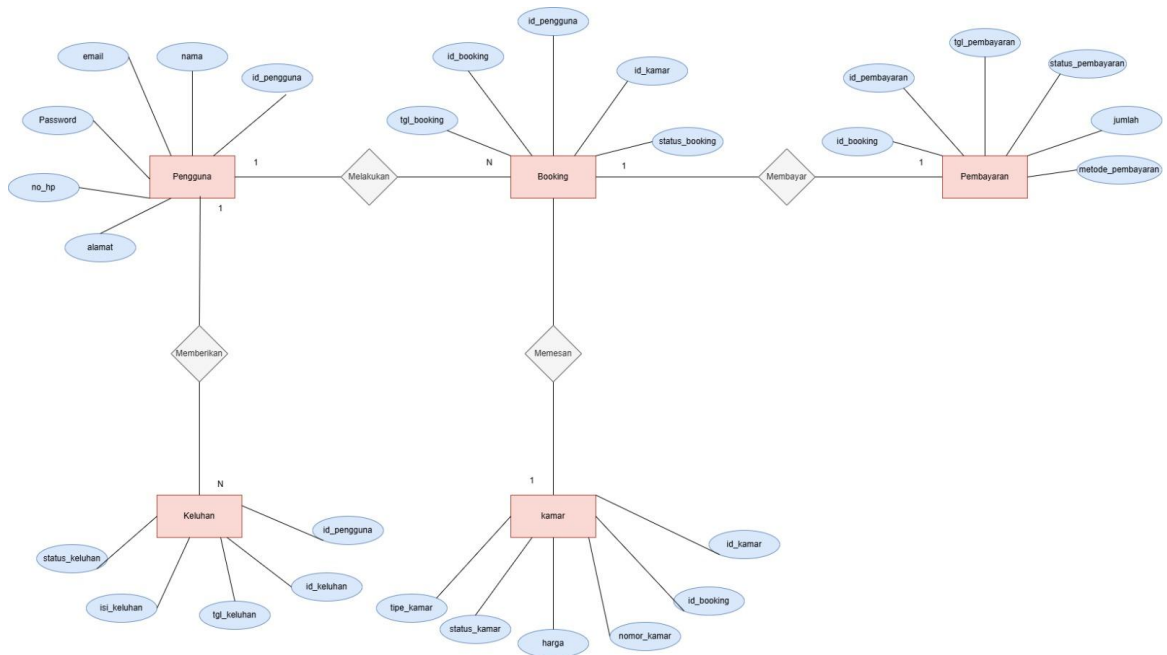 id_pengguna
email
nama
id_booking
id_pengguna
Password
tgl_booking
id_kamar
status_booking
tgl_pembayaran
id_pembayaran
status_pembayaran
id_booking
jumlah
metode_pembayaran
no_hp
alamat
Pengguna
1
1
Melakukan
N
Booking
1
Membayar
1
Pembayaran
Memberikan
Memesan
N
1
Keluhan
kamar
id_pengguna
status_keluhan
isi_keluhan
tgl_keluhan
id_keluhan
id_kamar
tipe_kamar
status_kamar
harga
nomor_kamar
id_booking